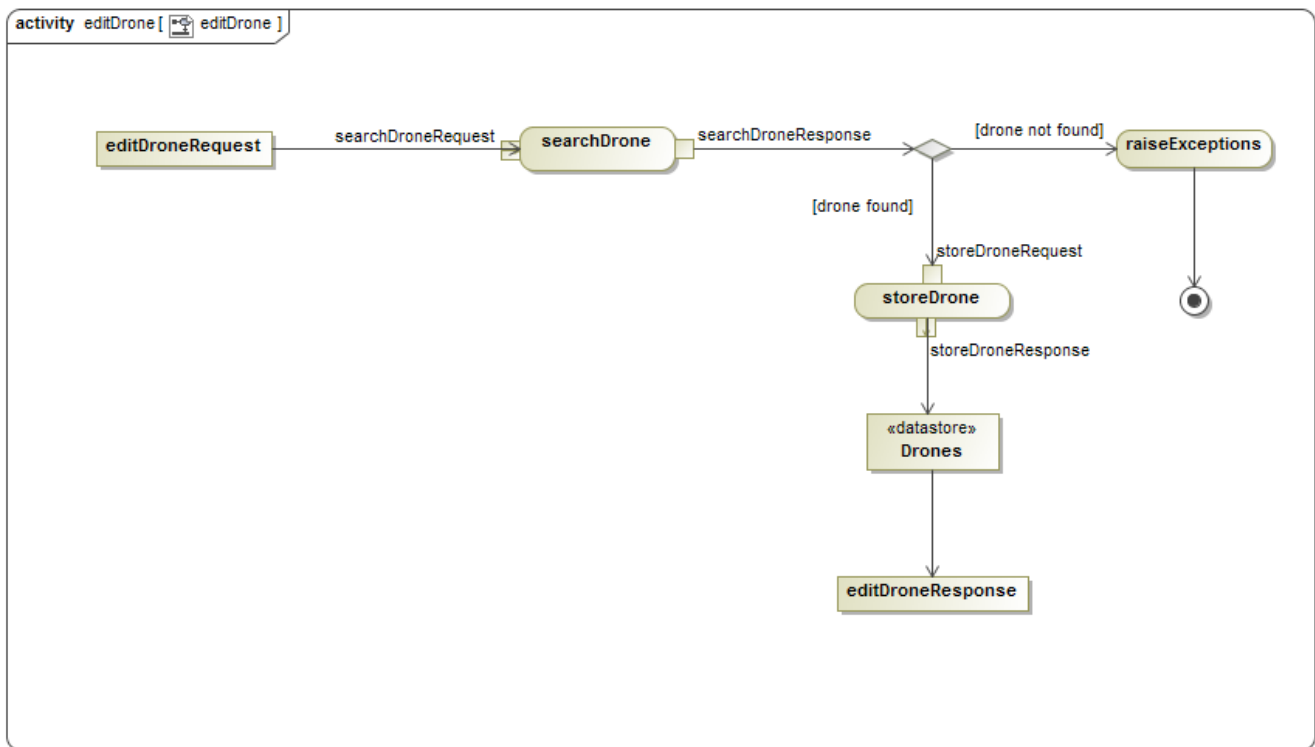 activity editDrone [ editDrone ]
editDroneRequest
searchDroneRequest
searchDrone
searchDroneResponse
[drone not found]
raiseExceptions
[drone found]
storeDroneRequest
storeDrone
storeDroneResponse
«datastore»
Drones
editDroneResponse